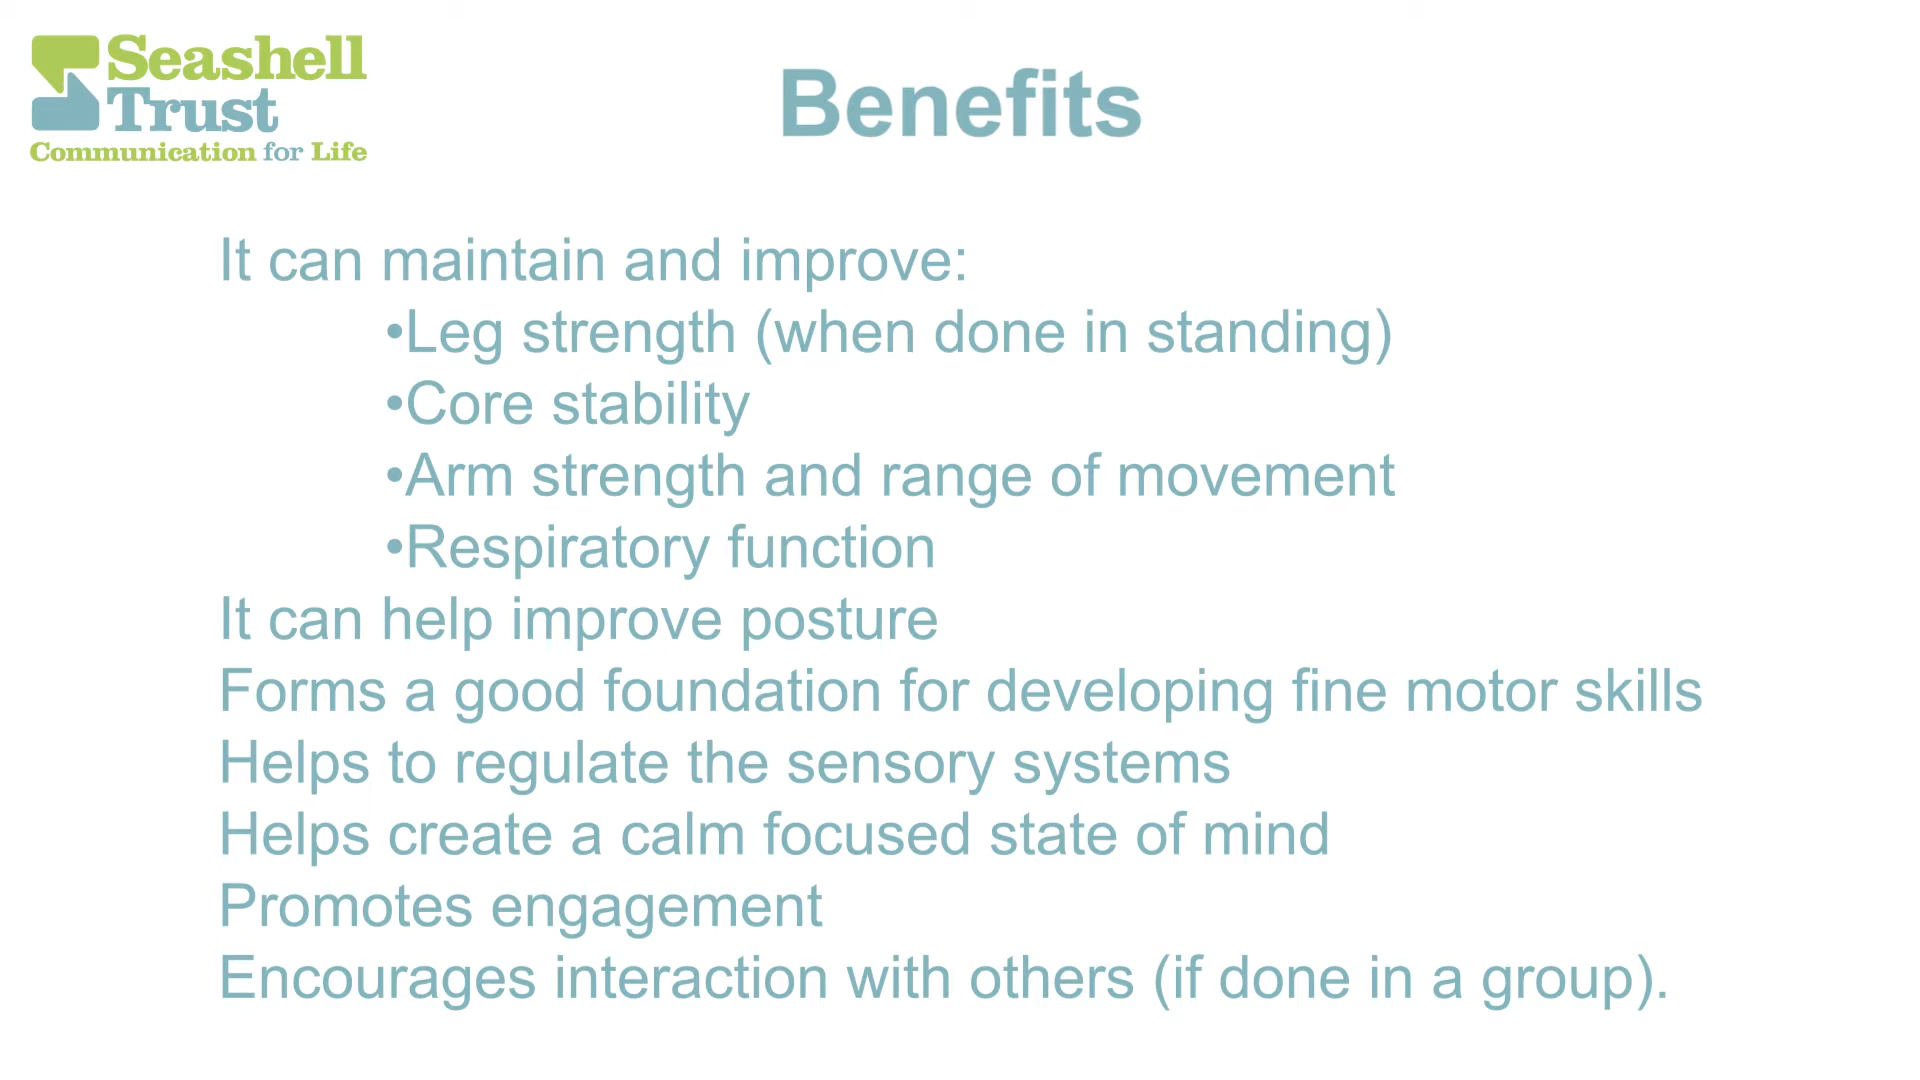 Seashell
Trust
Communication for Life
Benefits
It can maintain and improve:
•Leg strength (when done in standing)
•Core stability
•Arm strength and range of movement
•Respiratory function
It can help improve posture
Forms a good foundation for developing fine motor skills
Helps to regulate the sensory systems
Helps create a calm focused state of mind
Promotes engagement
Encourages interaction with others (if done in a group).